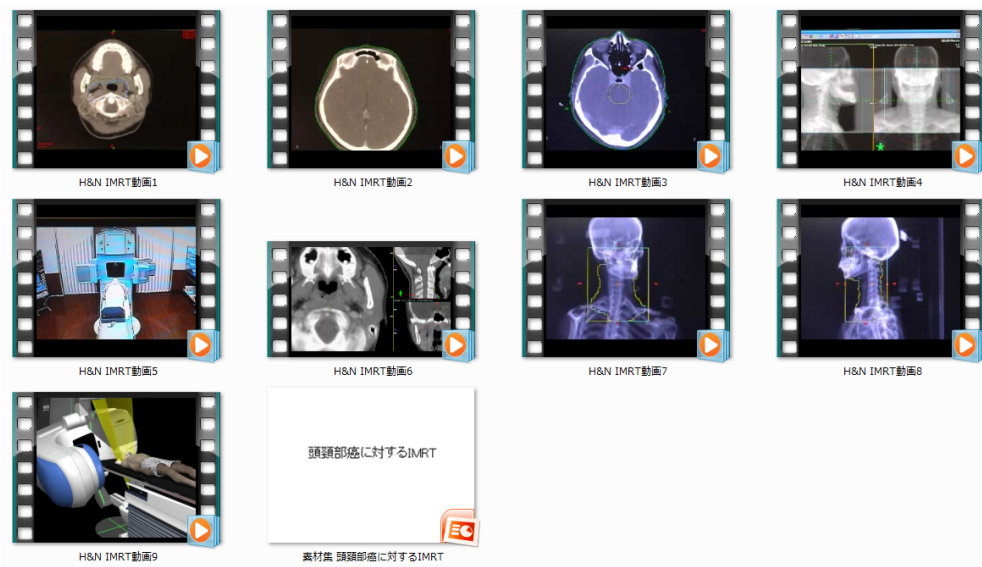 H&N IMRT動画1
H&N IMRT動画2
H&N IMRT動画3
H&N IMRT動画4
H&N IMRT動画5
H&N IMRT動画6
H&N IMRT動画7
H&N IMRT動画8
頭頸部癌に対するIMRT
H&N IMRT動画9
素材集 頭頸部癌に対するIMRT